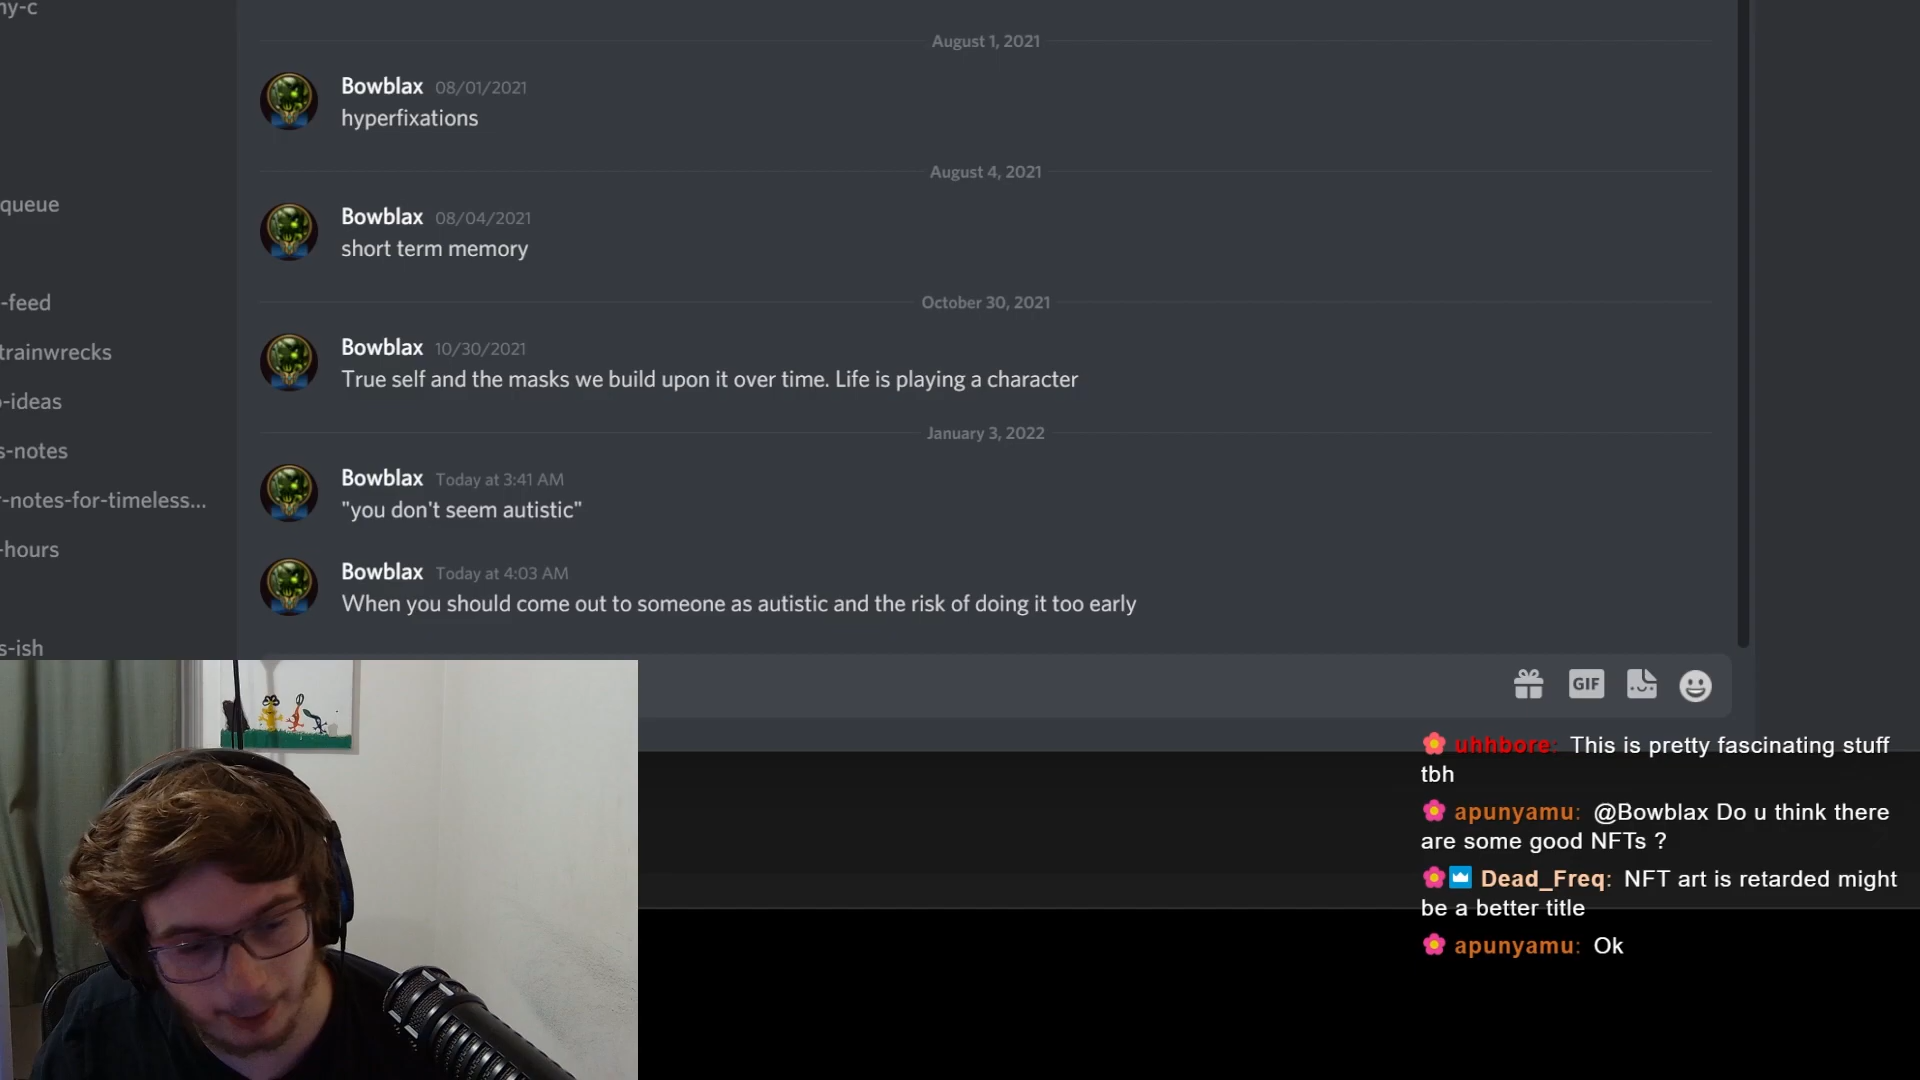 ny-c
queue
-feed
trainwrecks
-ideas
s-notes
-notes-for-timeless...
-hours
s-ish
August 1, 2021
Bowblax 08/01/2021
hyperfixations
August 4, 2021
Bowblax 08/04/2021
short term memory
October 30, 2021
Bowblax 10/30/2021
True self and the masks we build upon it over time. Life is playing a character
January 3, 2022
Bowblax Today at 3:41 AM
"you don't seem autistic"
Bowblax Today at 4:03 AM
When you should come out to someone as autistic and the risk of doing it too early
GIF
uhhbore: This is pretty fascinating stuff
tbh
apunyamu: @Bowblax Do u think there
are some good NFTs ?
Dead_Freq: NFT art is retarded might
be a better title
apunyamu: Ok